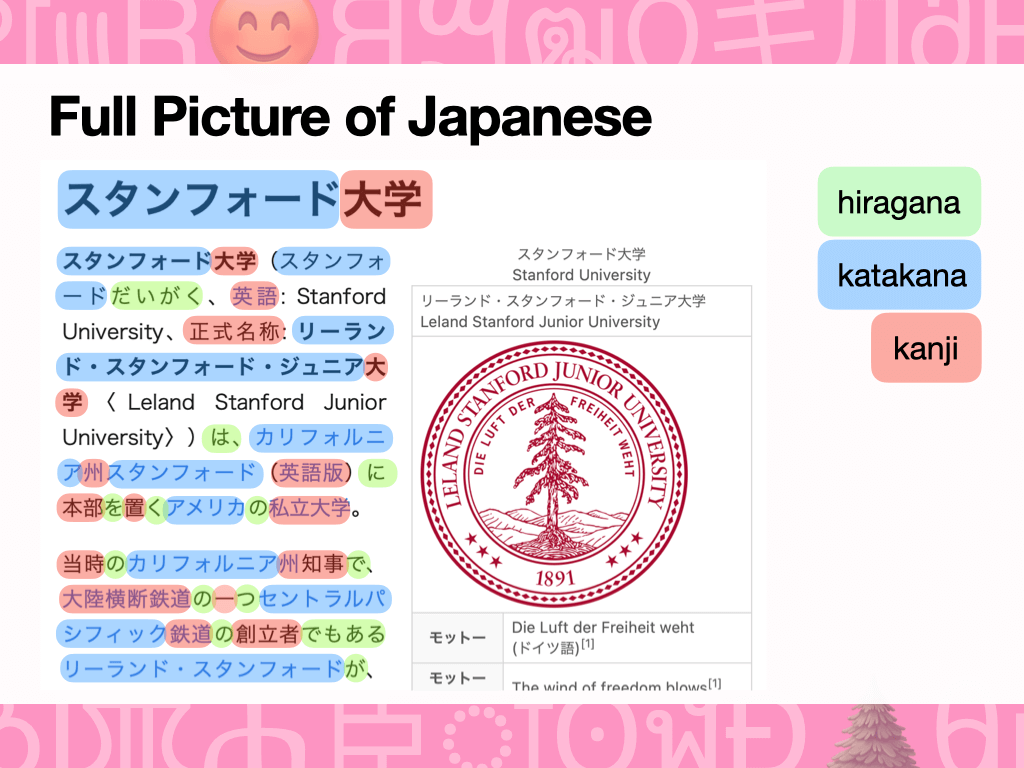 Full Picture of Japanese
スタンフォード大学
スタンフォード大学（スタンフォ
ードだいがく、英語: Stanford
University、正式名称: リーラン
ド・スタンフォード・ジュニア大
学〈Leland Stanford Junior
University〉）は、カリフォルニ
ア州スタンフォード（英語版）に
本部を置くアメリカの私立大学。
当時のカリフォルニア州知事で、
大陸横断鉄道の一つセントラルパ
シフィック鉄道の創立者でもある
リーランド・スタンフォードが、
スタンフォード大学
Stanford University
リーランド・スタンフォード・ジュニア大学
Leland Stanford Junior University
LELAND STANFORD JUNIOR UNIVERSITY
DIE LUFT DER FREIHEIT WEHT
1891
モットー
Die Luft der Freiheit weht
(ドイツ語)[1]
モットー
The wind of freedom blows[1]
hiragana
katakana
kanji